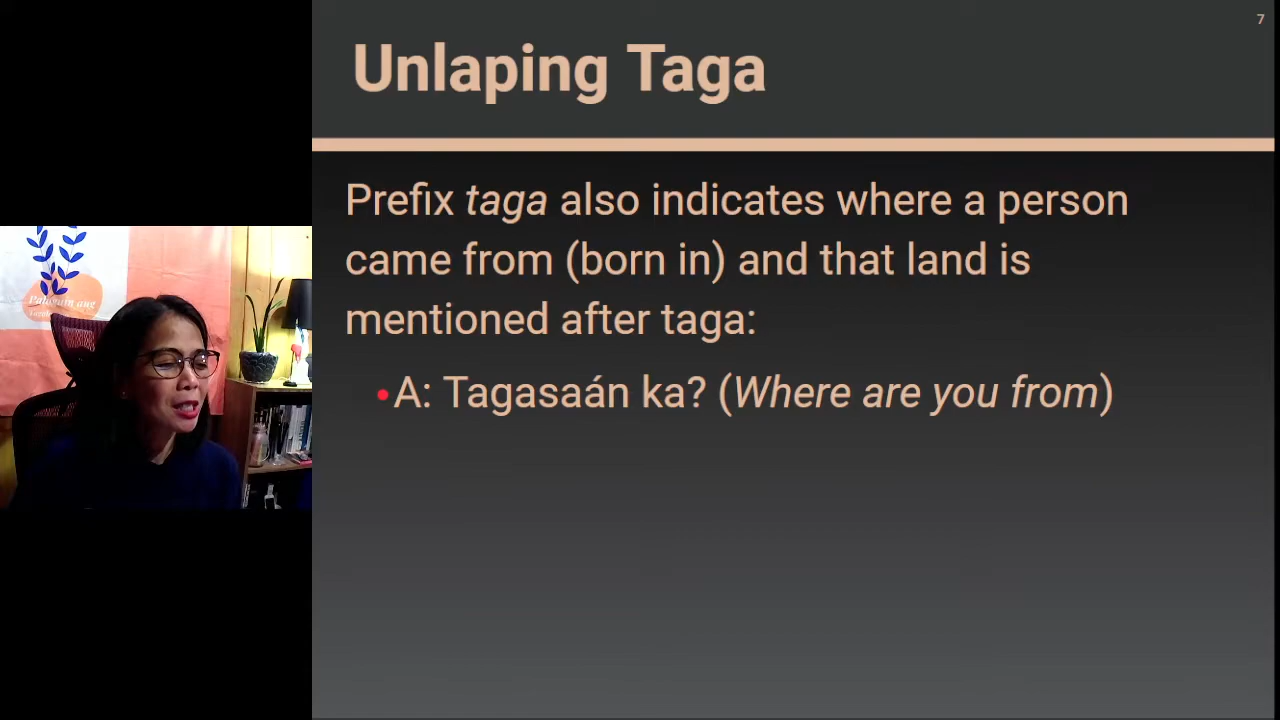 7
Unlaping Taga
Prefix taga also indicates where a person
came from (born in) and that land is
mentioned after taga:
•A: Tagasaán ka? (Where are you from)